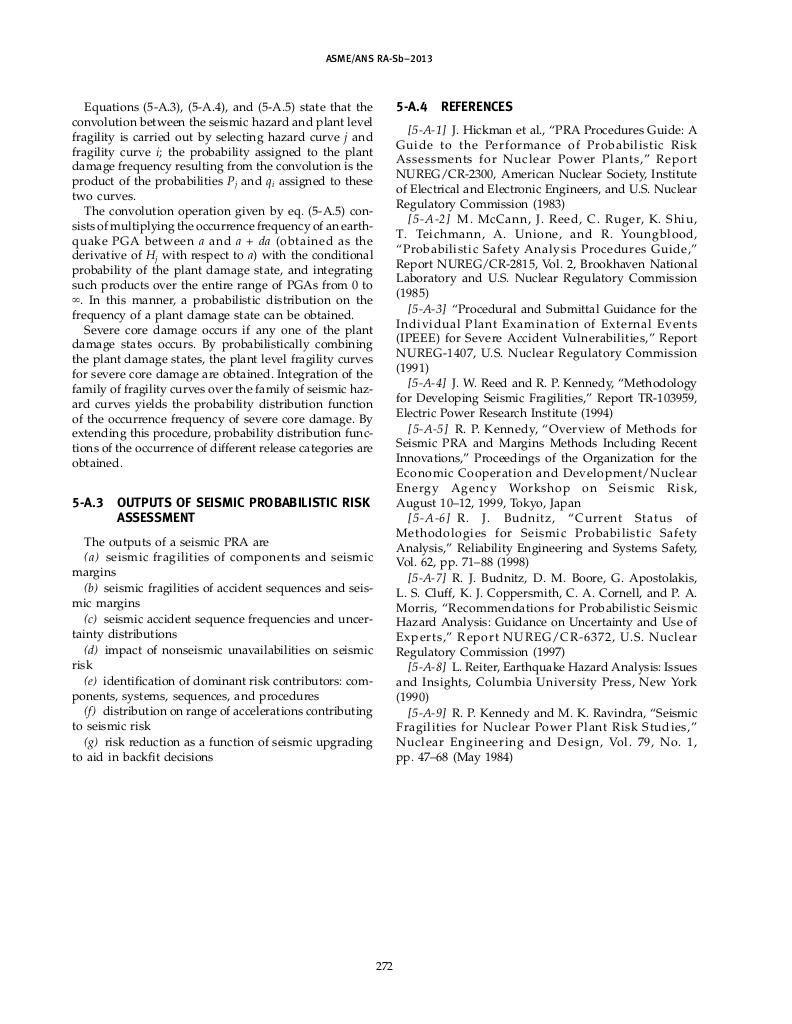 ASME/ANS RA-Sb–2013
Equations (5-A.3), (5-A.4), and (5-A.5) state that the
convolution between the seismic hazard and plant level
fragility is carried out by selecting hazard curve j and
fragility curve i; the probability assigned to the plant
damage frequency resulting from the convolution is the
product of the probabilities Pj and qi assigned to these
two curves.
The convolution operation given by eq. (5-A.5) con-
sists of multiplying the occurrence frequency of an earth-
quake PGA between a and a + da (obtained as the
derivative of Hj with respect to a) with the conditional
probability of the plant damage state, and integrating
such products over the entire range of PGAs from 0 to
∞. In this manner, a probabilistic distribution on the
frequency of a plant damage state can be obtained.
Severe core damage occurs if any one of the plant
damage states occurs. By probabilistically combining
the plant damage states, the plant level fragility curves
for severe core damage are obtained. Integration of the
family of fragility curves over the family of seismic haz-
ard curves yields the probability distribution function
of the occurrence frequency of severe core damage. By
extending this procedure, probability distribution func-
tions of the occurrence of different release categories are
obtained.
5-A.3 OUTPUTS OF SEISMIC PROBABILISTIC RISK
ASSESSMENT
The outputs of a seismic PRA are
(a) seismic fragilities of components and seismic
margins
(b) seismic fragilities of accident sequences and seis-
mic margins
(c) seismic accident sequence frequencies and uncer-
tainty distributions
(d) impact of nonseismic unavailabilities on seismic
risk
(e) identification of dominant risk contributors: com-
ponents, systems, sequences, and procedures
(f) distribution on range of accelerations contributing
to seismic risk
(g) risk reduction as a function of seismic upgrading
to aid in backfit decisions
5-A.4 REFERENCES
[5-A-1] J. Hickman et al., “PRA Procedures Guide: A
Guide to the Performance of Probabilistic Risk
Assessments for Nuclear Power Plants,” Report
NUREG/CR-2300, American Nuclear Society, Institute
of Electrical and Electronic Engineers, and U.S. Nuclear
Regulatory Commission (1983)
[5-A-2] M. McCann, J. Reed, C. Ruger, K. Shiu,
T. Teichmann, A. Unione, and R. Youngblood,
“Probabilistic Safety Analysis Procedures Guide,”
Report NUREG/CR-2815, Vol. 2, Brookhaven National
Laboratory and U.S. Nuclear Regulatory Commission
(1985)
[5-A-3] “Procedural and Submittal Guidance for the
Individual Plant Examination of External Events
(IPEEE) for Severe Accident Vulnerabilities,” Report
NUREG-1407, U.S. Nuclear Regulatory Commission
(1991)
[5-A-4] J. W. Reed and R. P. Kennedy, “Methodology
for Developing Seismic Fragilities,” Report TR-103959,
Electric Power Research Institute (1994)
[5-A-5] R. P. Kennedy, “Overview of Methods for
Seismic PRA and Margins Methods Including Recent
Innovations,” Proceedings of the Organization for the
Economic Cooperation and Development/Nuclear
Energy Agency Workshop on Seismic Risk,
August 10–12, 1999, Tokyo, Japan
[5-A-6] R. J. Budnitz, “Current Status of
Methodologies for Seismic Probabilistic Safety
Analysis,” Reliability Engineering and Systems Safety,
Vol. 62, pp. 71–88 (1998)
[5-A-7] R. J. Budnitz, D. M. Boore, G. Apostolakis,
L. S. Cluff, K. J. Coppersmith, C. A. Cornell, and P. A.
Morris, “Recommendations for Probabilistic Seismic
Hazard Analysis: Guidance on Uncertainty and Use of
Experts,” Report NUREG/CR-6372, U.S. Nuclear
Regulatory Commission (1997)
[5-A-8] L. Reiter, Earthquake Hazard Analysis: Issues
and Insights, Columbia University Press, New York
(1990)
[5-A-9] R. P. Kennedy and M. K. Ravindra, “Seismic
Fragilities for Nuclear Power Plant Risk Studies,”
Nuclear Engineering and Design, Vol. 79, No. 1,
pp. 47–68 (May 1984)
272